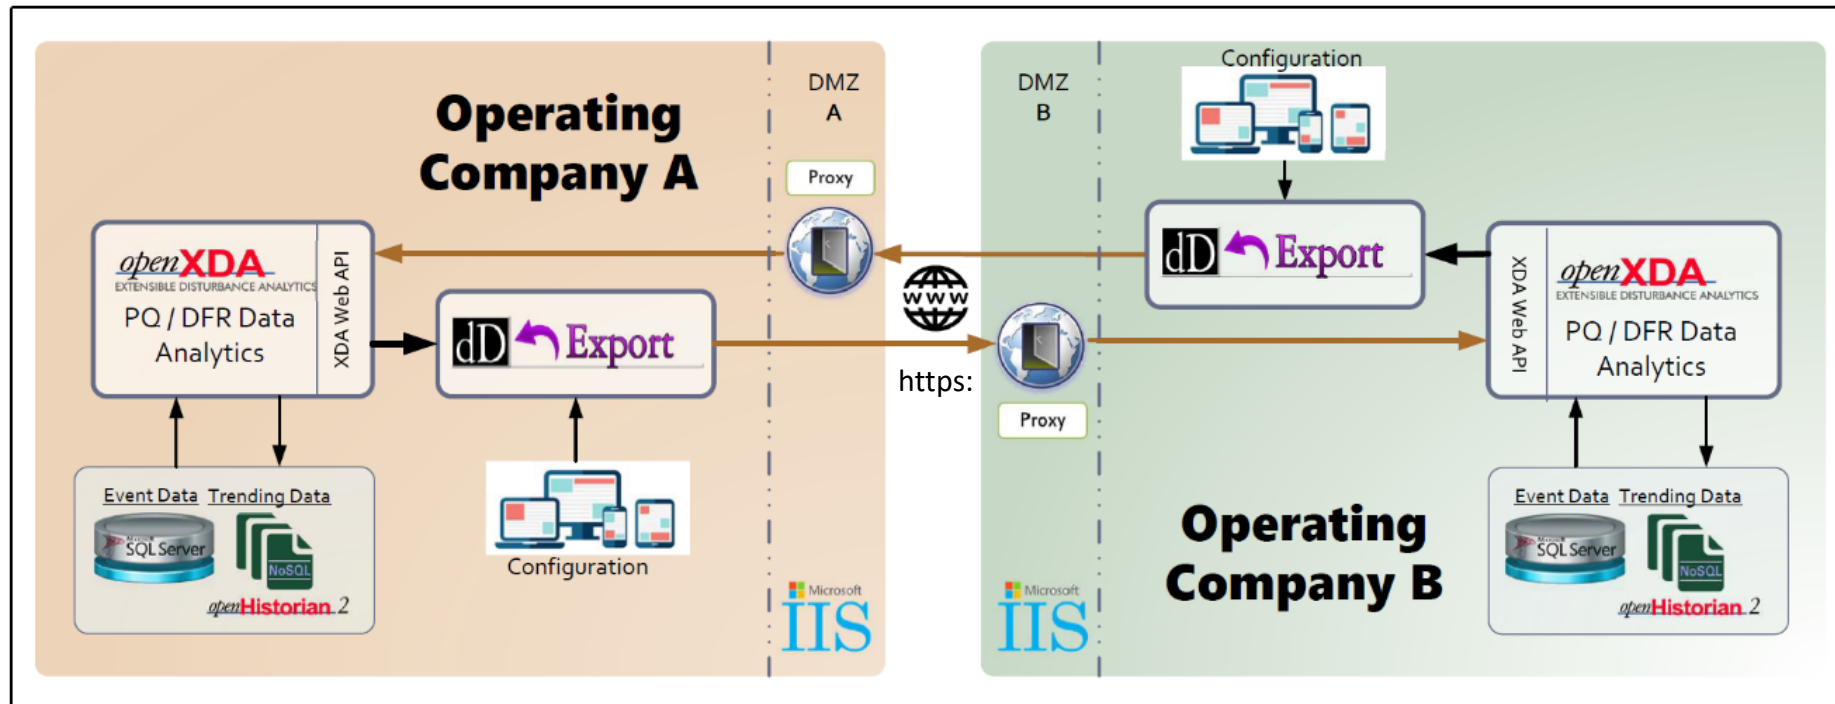 Operating
Company A
DMZ
A
Proxy
openXDA
EXTENSIBLE DISTURBANCE ANALYTICS
PQ / DFR Data
Analytics
XDA Web API
dD Export
Event Data Trending Data
Microsoft
SQL Server
NoSQL
openHistorian 2
Configuration
Microsoft
IIS
www
https:
DMZ
B
Proxy
Microsoft
IIS
Configuration
dD Export
XDA Web API
openXDA
EXTENSIBLE DISTURBANCE ANALYTICS
PQ / DFR Data
Analytics
Operating
Company B
Event Data Trending Data
Microsoft
SQL Server
NoSQL
openHistorian 2